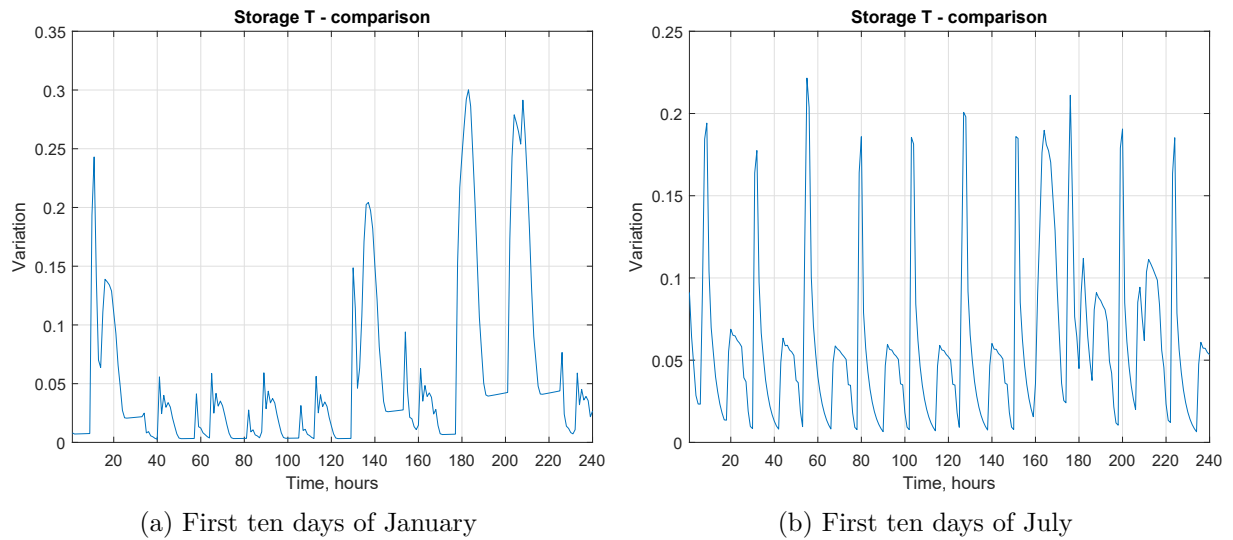 Storage T - comparison
0.35
0.3
0.25
0.2
0.15
0.1
0.05
0
Variation
20 40 60 80 100 120 140 160 180 200 220 240
Time, hours
(a) First ten days of January
Storage T - comparison
0.25
0.2
0.15
0.1
0.05
0
Variation
20 40 60 80 100 120 140 160 180 200 220 240
Time, hours
(b) First ten days of July